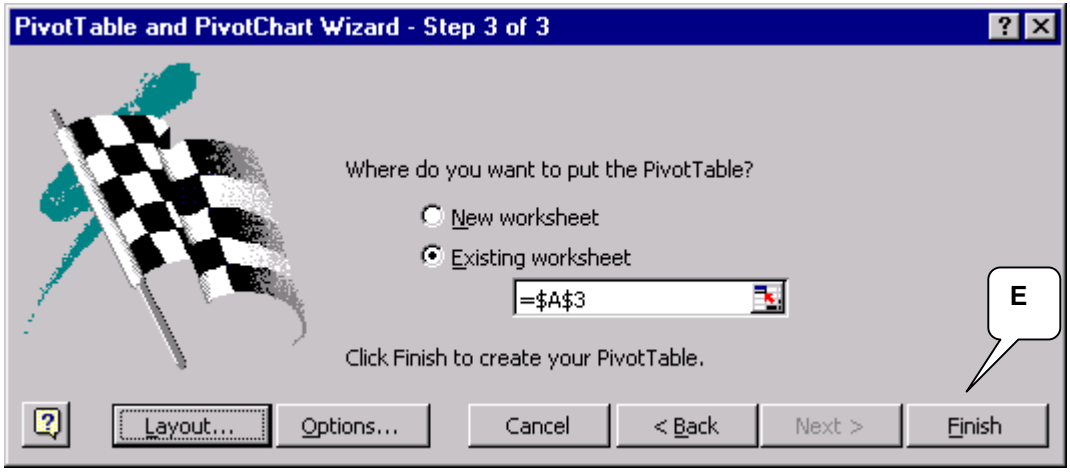 PivotTable and PivotChart Wizard - Step 3 of 3
Where do you want to put the PivotTable?
New worksheet
Existing worksheet
=$A$3
E
Click Finish to create your PivotTable.
Layout... Options... Cancel < Back Next > Finish